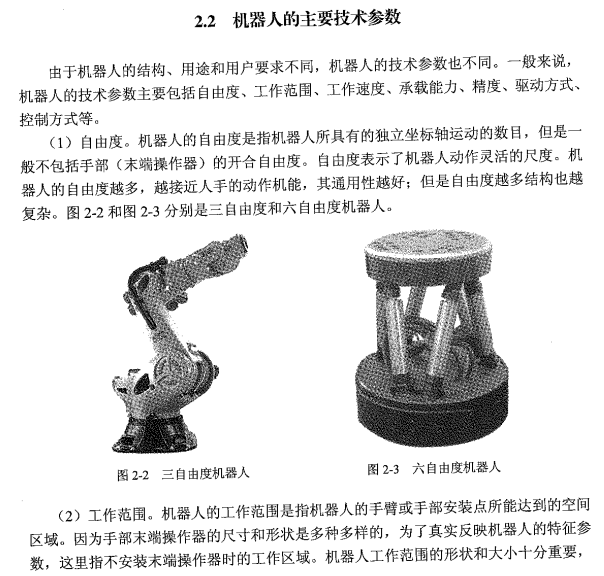 2.2 机器人的主要技术参数
由于机器人的结构、用途和用户要求不同，机器人的技术参数也不同。一般来说，
机器人的技术参数主要包括自由度、工作范围、工作速度、承载能力、精度、驱动方式、
控制方式等。
（1）自由度。机器人的自由度是指机器人所具有的独立坐标轴运动的数目，但是一
般不包括手部（末端操作器）的开合自由度。自由度表示了机器人动作灵活的尺度。机
器人的自由度越多，越接近人手的动作机能，其通用性越好；但是自由度越多结构也越
复杂。图 2-2 和图 2-3 分别是三自由度和六自由度机器人。
图 2-2 三自由度机器人
图 2-3 六自由度机器人
（2）工作范围。机器人的工作范围是指机器人的手臂或手部安装点所能达到的空间
区域。因为手部末端操作器的尺寸和形状是多种多样的，为了真实反映机器人的特征参
数，这里指不安装末端操作器时的工作区域。机器人工作范围的形状和大小十分重要，